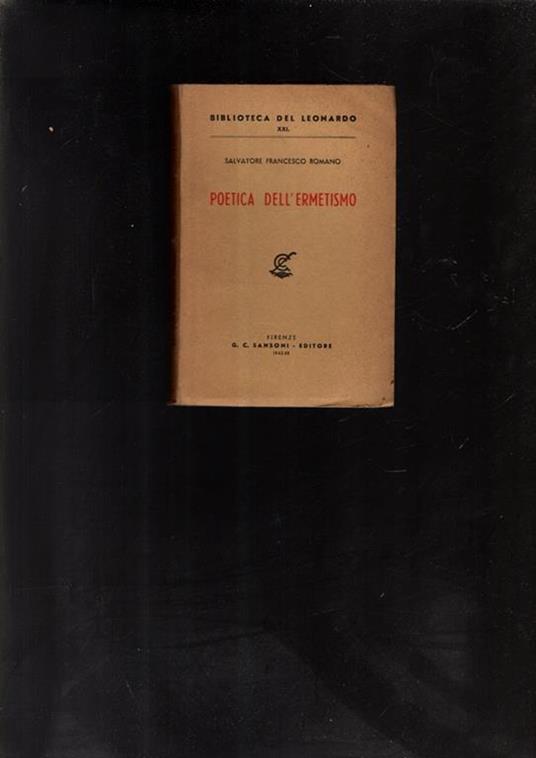 BIBLIOTECA DEL LEONARDO
XXI.
SALVATORE FRANCESCO ROMANO
POETICA DELL'ERMETISMO
FIRENZE
G. C. SANSONI - EDITORE